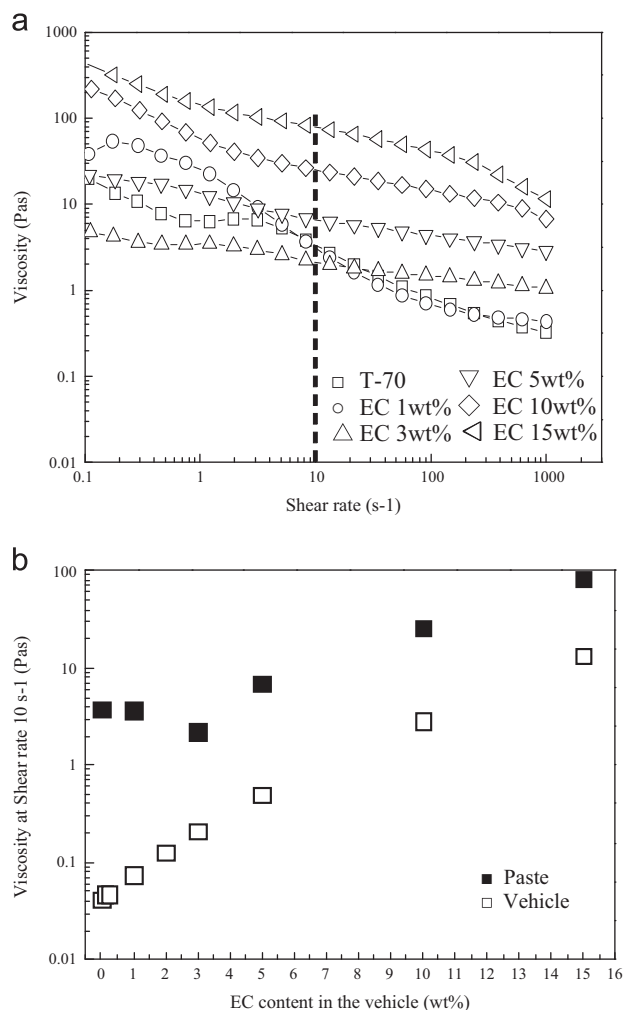 a
1000
100
10
1
0.1
0.01
Viscosity (Pas)
T-70
EC 1wt%
EC 3wt%
EC 5wt%
EC 10wt%
EC 15wt%
0.1 1 10 100 1000
Shear rate (s-1)
b
100
10
1
0.1
0.01
Viscosity at Shear rate 10 s-1 (Pas)
Paste
Vehicle
0 1 2 3 4 5 6 7 8 9 10 11 12 13 14 15 16
EC content in the vehicle (wt%)